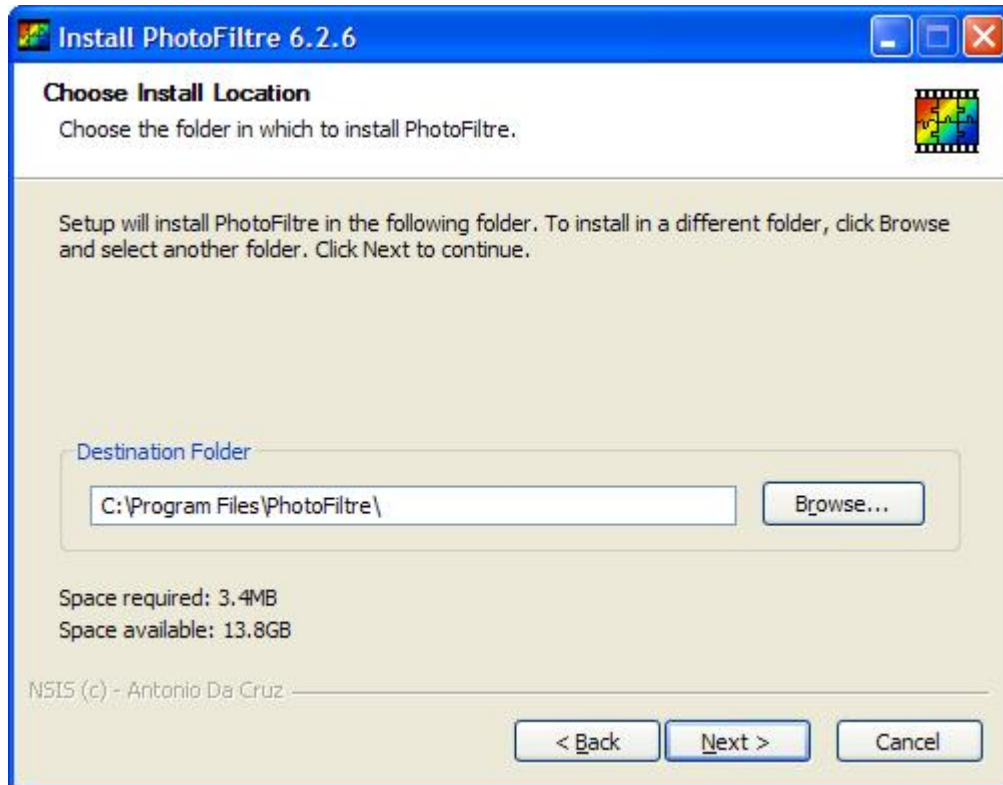 Install PhotoFiltre 6.2.6
Choose Install Location
Choose the folder in which to install PhotoFiltre.
Setup will install PhotoFiltre in the following folder. To install in a different folder, click Browse
and select another folder. Click Next to continue.
Destination Folder
C:\Program Files\PhotoFiltre\
Browse...
Space required: 3.4MB
Space available: 13.8GB
NSIS (c) - Antonio Da Cruz
< Back
Next >
Cancel